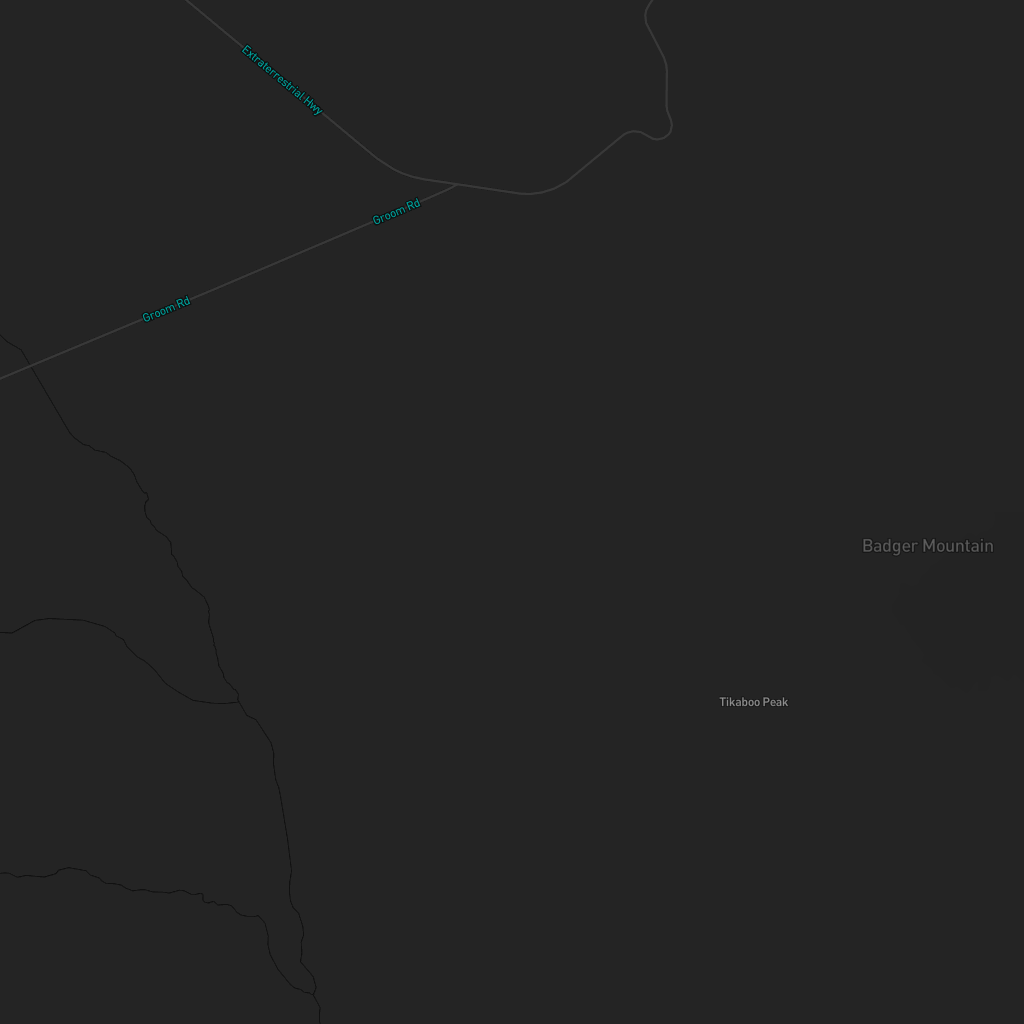 Extraterrestrial Hwy
Groom Rd
Groom Rd
Badger Mountain
Tikaboo Peak